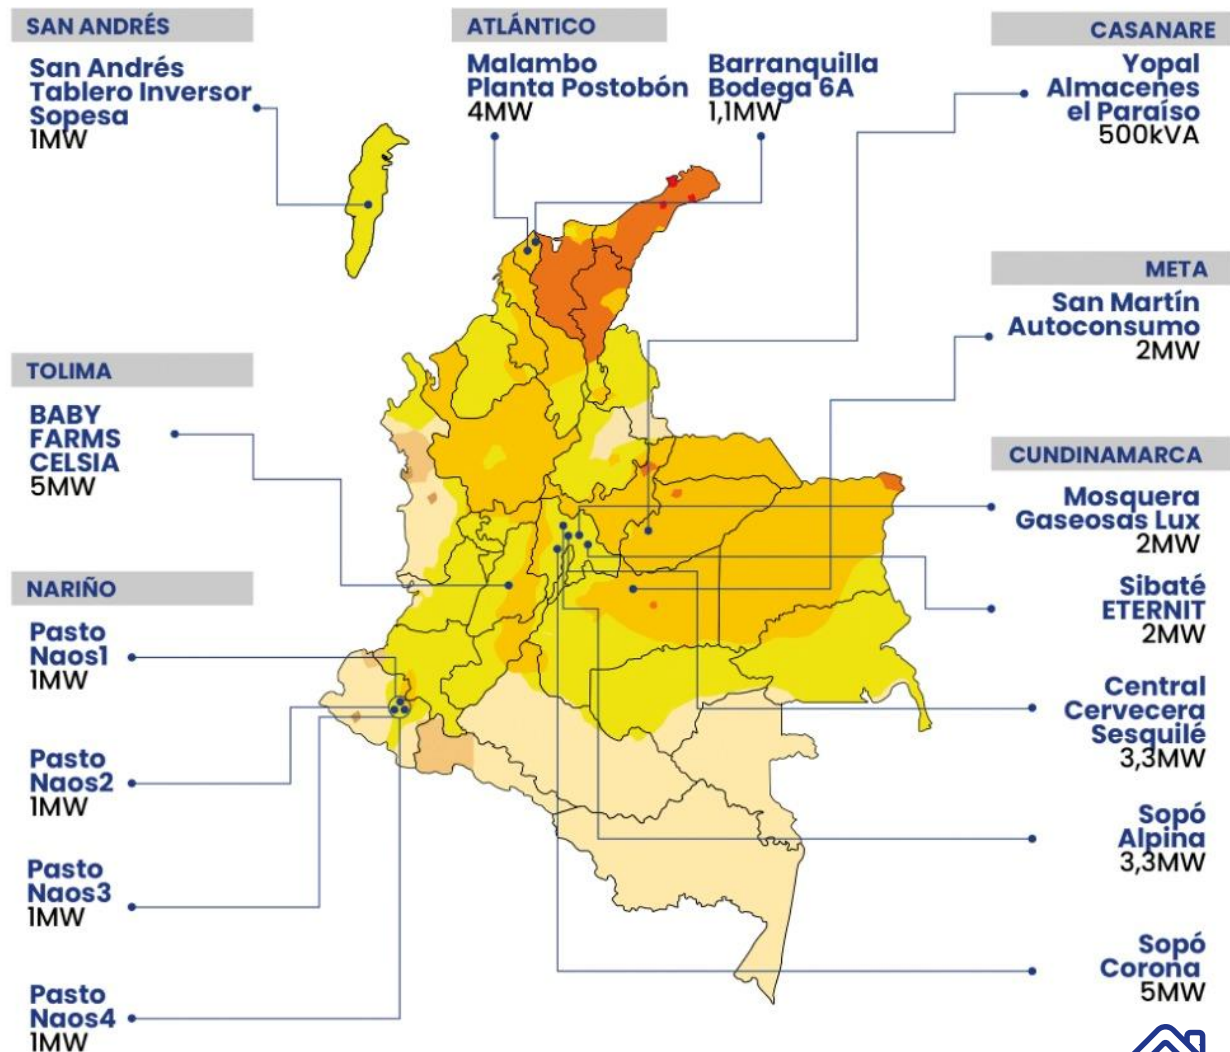 SAN ANDRÉS
San Andrés
Tablero Inversor
Sopesa
1MW
ATLÁNTICO
Malambo
Planta Postobón
4MW
Barranquilla
Bodega 6A
1,1MW
CASANARE
Yopal
Almacenes
el Paraíso
500kVA
META
San Martín
Autoconsumo
2MW
TOLIMA
BABY
FARMS
CELSIA
5MW
CUNDINAMARCA
Mosquera
Gaseosas Lux
2MW
Sibaté
ETERNIT
2MW
Central
Cervecera
Sesquilé
3,3MW
Sopó
Alpina
3,3MW
Sopó
Corona
5MW
NARIÑO
Pasto
Naos1
1MW
Pasto
Naos2
1MW
Pasto
Naos3
1MW
Pasto
Naos4
1MW